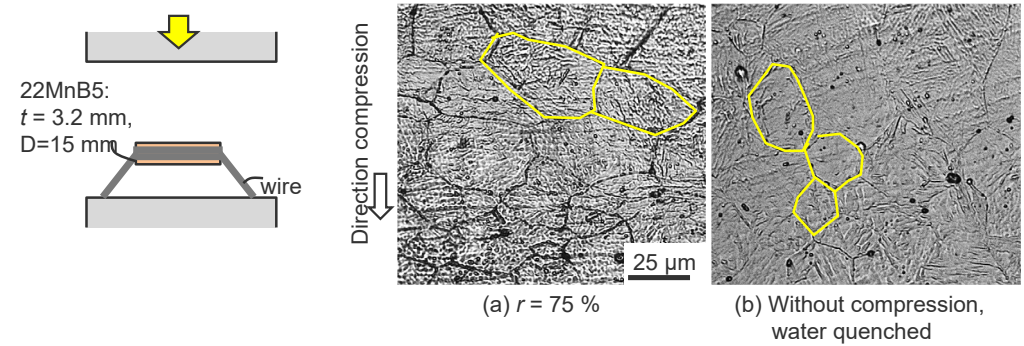 22MnB5:
t = 3.2 mm,
D=15 mm
wire
Direction compression
25 µm
(a) r = 75 %
(b) Without compression,
water quenched